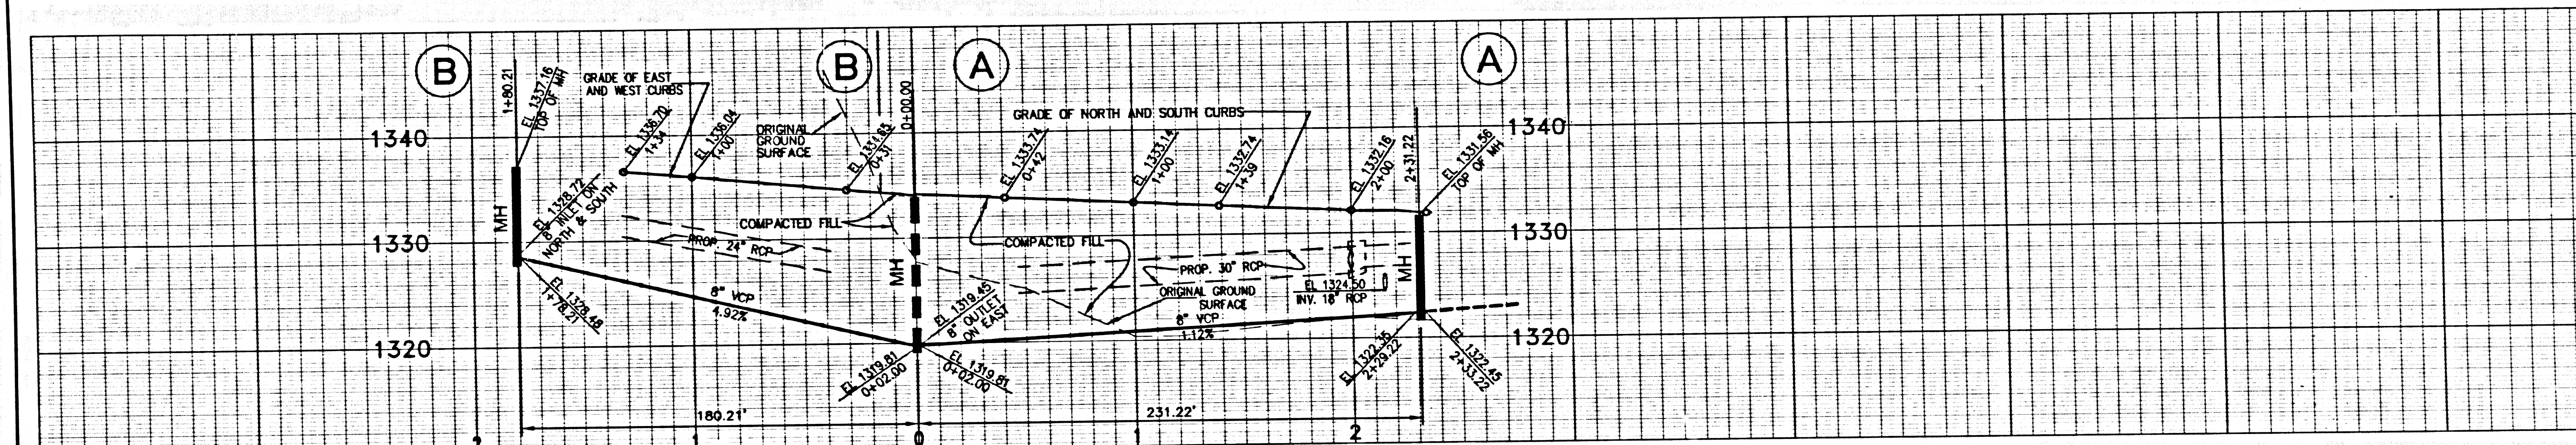 B
B
A
A
1+80.21
EL 1337.16
TOP OF MH
GRADE OF EAST
AND WEST CURBS
EL 1336.70
1+34
EL 1336.04
1+00
ORIGINAL
GROUND
SURFACE
0+31
0+00.00
GRADE OF NORTH AND SOUTH CURBS
EL 1333.74
0+42
EL 1333.14
1+00
EL 1332.74
1+39
EL 1332.16
2+00
2+31.22
EL 1331.56
TOP OF MH
1340
1340
MH
EL 1328.72
8" INLET ON
NORTH & SOUTH
COMPACTED FILL
PROP. 24" RCP
MH
COMPACTED FILL
PROP. 30" RCP
ORIGINAL GROUND
SURFACE
EL 1324.50
INV. 18" RCP
MH
1330
1330
EL 1328.48
1+78.21
8" VCP
4.92%
EL 1319.45
8" OUTLET
ON EAST
8" VCP
1.12%
1320
1320
EL 1319.81
0+02.00
EL 1319.81
0+02.00
EL 1322.35
2+29.22
EL 1322.45
2+33.22
180.21'
231.22'
1
0
1
2